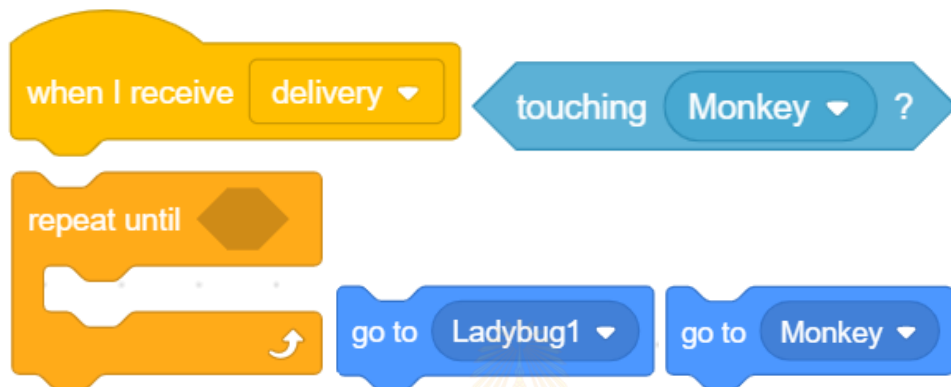 when I receive delivery
touching Monkey ?
repeat until
go to Ladybug1
go to Monkey